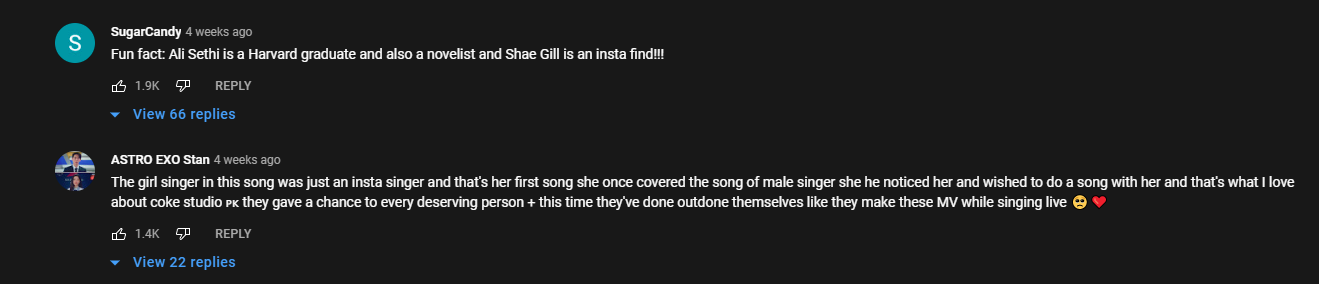 S
SugarCandy 4 weeks ago
Fun fact: Ali Sethi is a Harvard graduate and also a novelist and Shae Gill is an insta find!!!
1.9K REPLY
View 66 replies
ASTRO EXO Stan 4 weeks ago
The girl singer in this song was just an insta singer and that's her first song she once covered the song of male singer she he noticed her and wished to do a song with her and that's what I love
about coke studio ᴘᴋ they gave a chance to every deserving person + this time they've done outdone themselves like they make these MV while singing live 🥺 ❤️
1.4K REPLY
View 22 replies